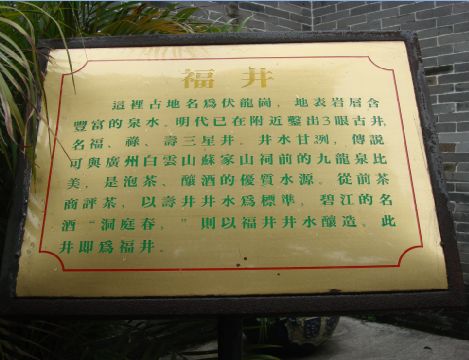 福井
這裡古地名爲伏龍崗，地表岩層含
豐富的泉水。明代已在附近鑿出3眼古井
名福、祿、壽三星井。井水甘洌，傳説
可與廣州白雲山蘇家山祠前的九龍泉比
美，是泡茶、釀酒的優質水源。從前茶
商評茶，以壽井井水爲標準，碧江的名
酒“洞庭春，”則以福井井水釀造。此
井即爲福井。